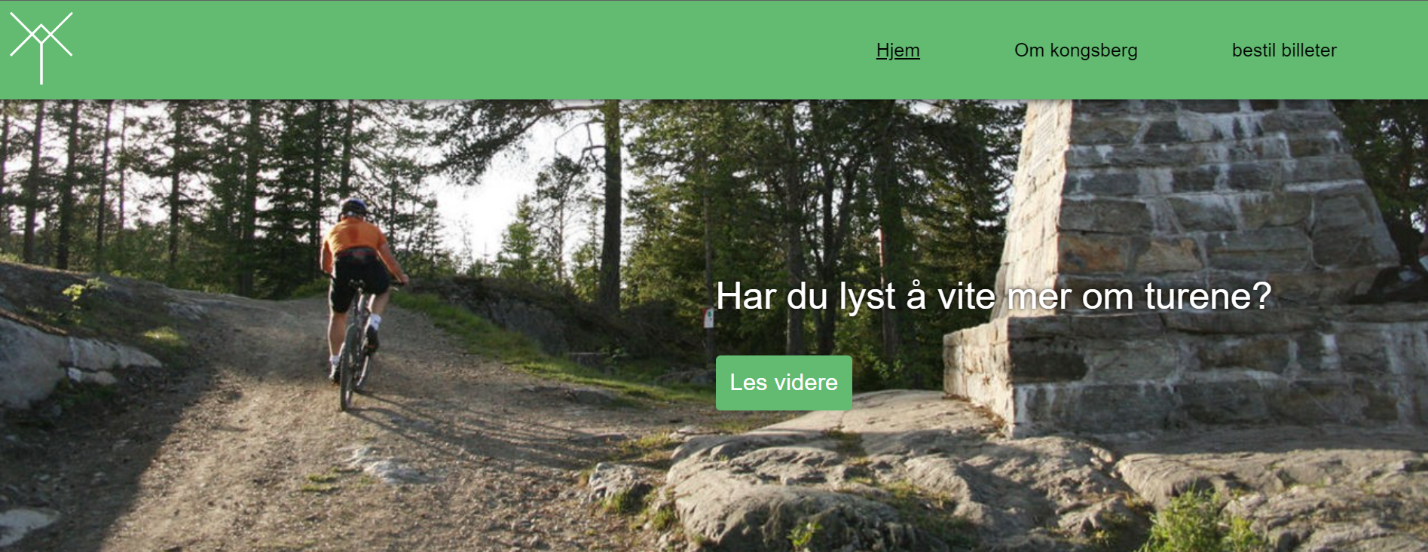 Hjem
Om kongsberg
bestil billeter
Har du lyst å vite mer om turene?
Les videre